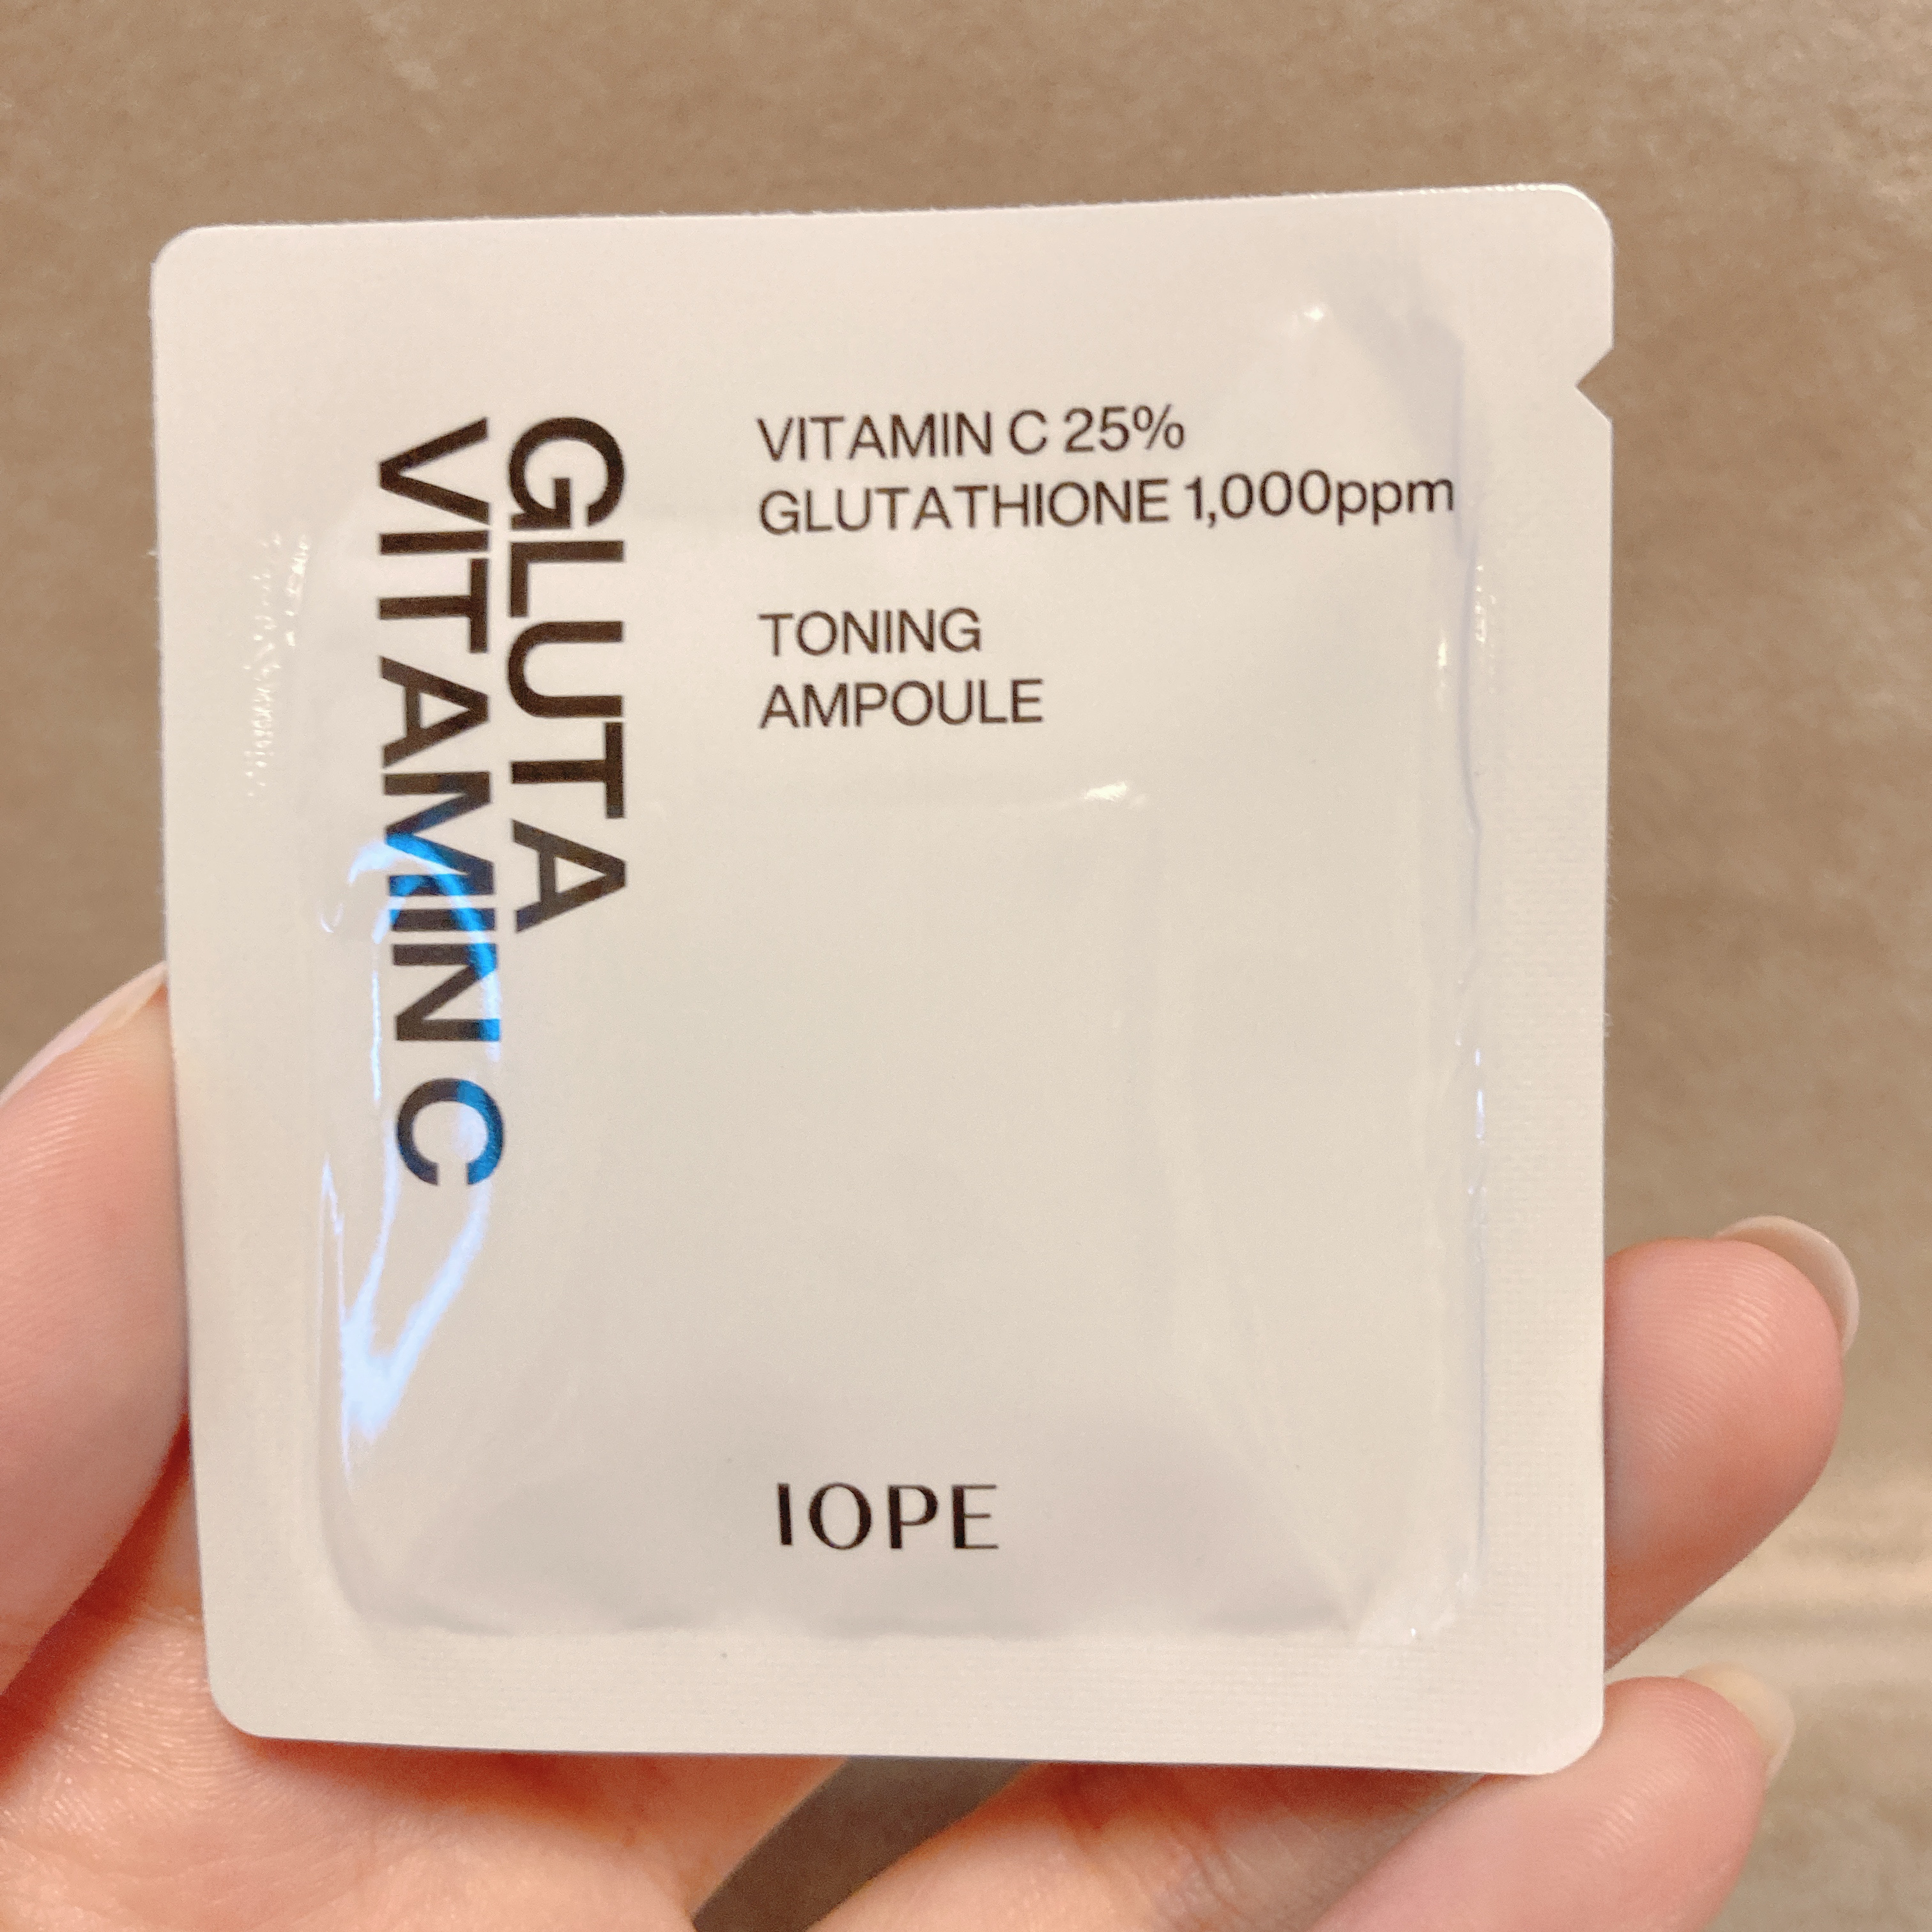 GLUTA
VITAMIN C
VITAMIN C 25%
GLUTATHIONE 1,000ppm
TONING
AMPOULE
IOPE